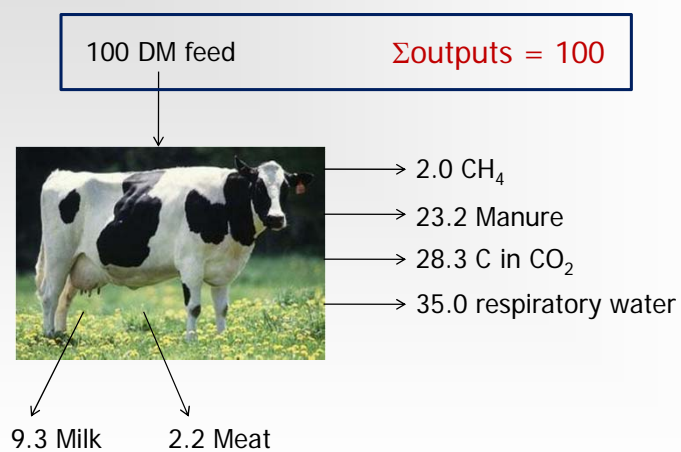 100 DM feed
Σoutputs = 100
2.0 CH₄
23.2 Manure
28.3 C in CO₂
35.0 respiratory water
9.3 Milk
2.2 Meat